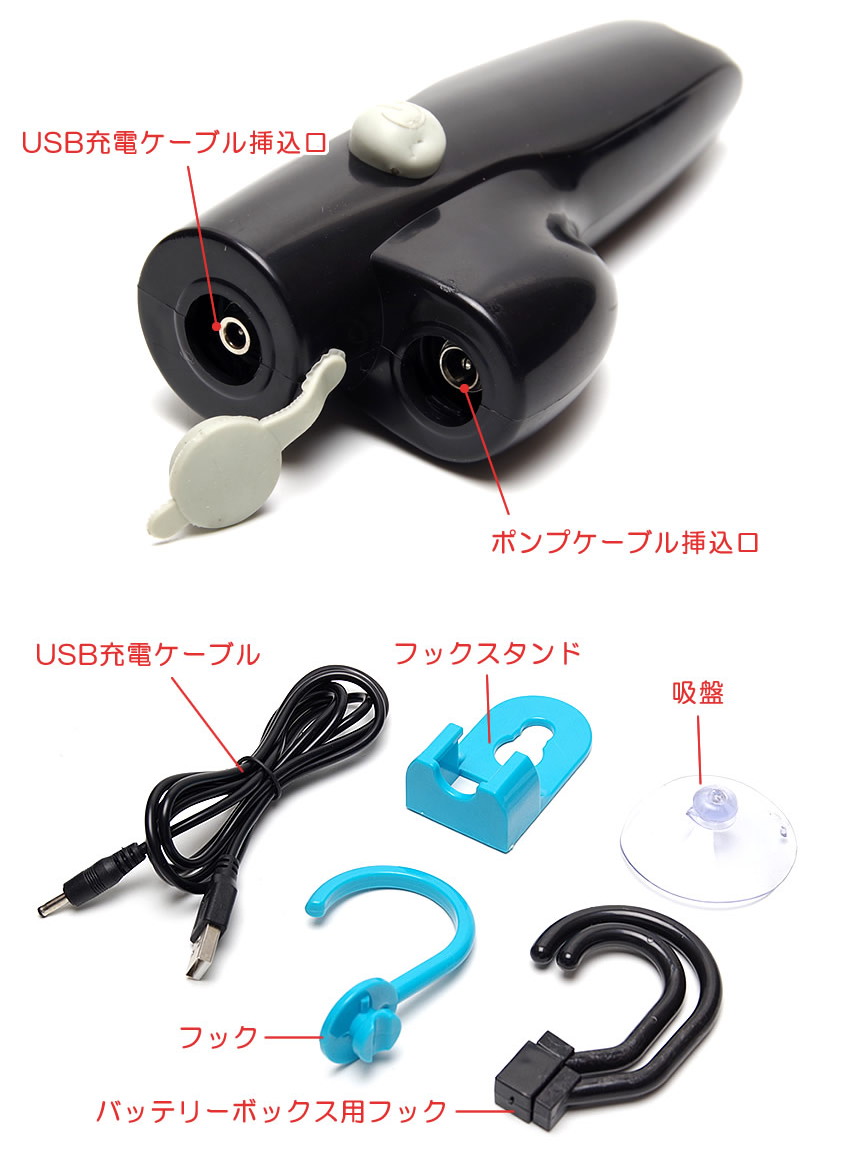 USB充電ケーブル挿込口
ポンプケーブル挿込口
USB充電ケーブル
フックスタンド
吸盤
フック
バッテリーボックス用フック